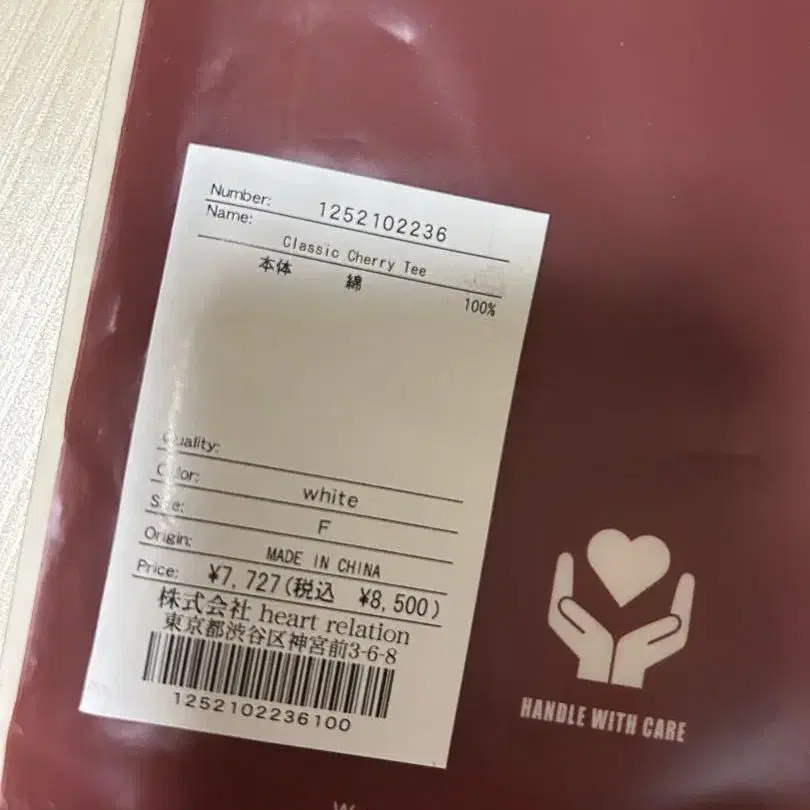 Number: 1252102236
Name: Classic Cherry Tee
本体 綿 100%
Quality:
Color: white
Size: F
Origin: MADE IN CHINA
Price: ¥7,727(税込 ¥8,500)
株式会社 heart relation
東京都渋谷区神宮前3-6-8
1252102236100
HANDLE WITH CARE